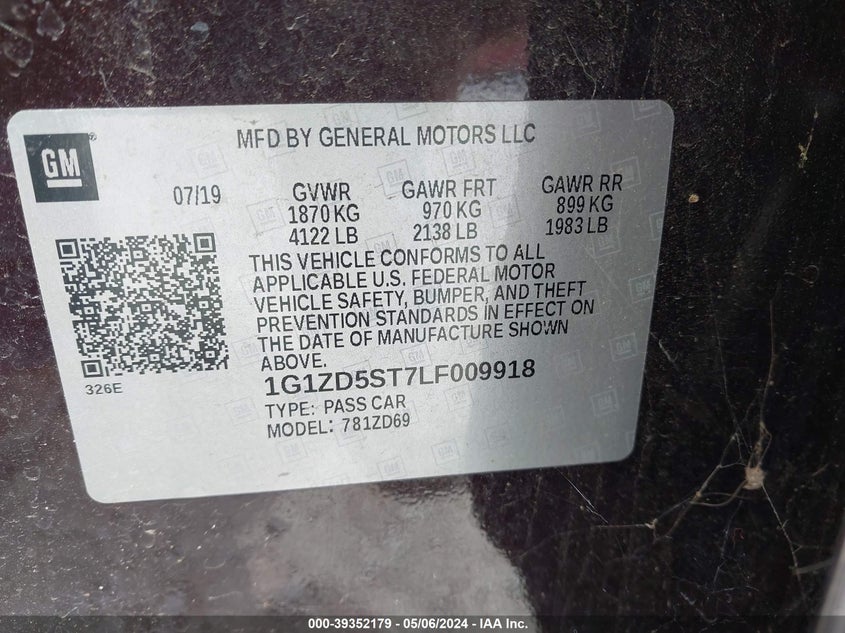 GM
MFD BY GENERAL MOTORS LLC
07/19
GVWR
1870 KG
4122 LB
GAWR FRT
970 KG
2138 LB
GAWR RR
899 KG
1983 LB
THIS VEHICLE CONFORMS TO ALL
APPLICABLE U.S. FEDERAL MOTOR
VEHICLE SAFETY, BUMPER, AND THEFT
PREVENTION STANDARDS IN EFFECT ON
THE DATE OF MANUFACTURE SHOWN
ABOVE.
326E
1G1ZD5ST7LF009918
TYPE: PASS CAR
MODEL: 781ZD69
000-39352179 - 05/06/2024 - IAA Inc.